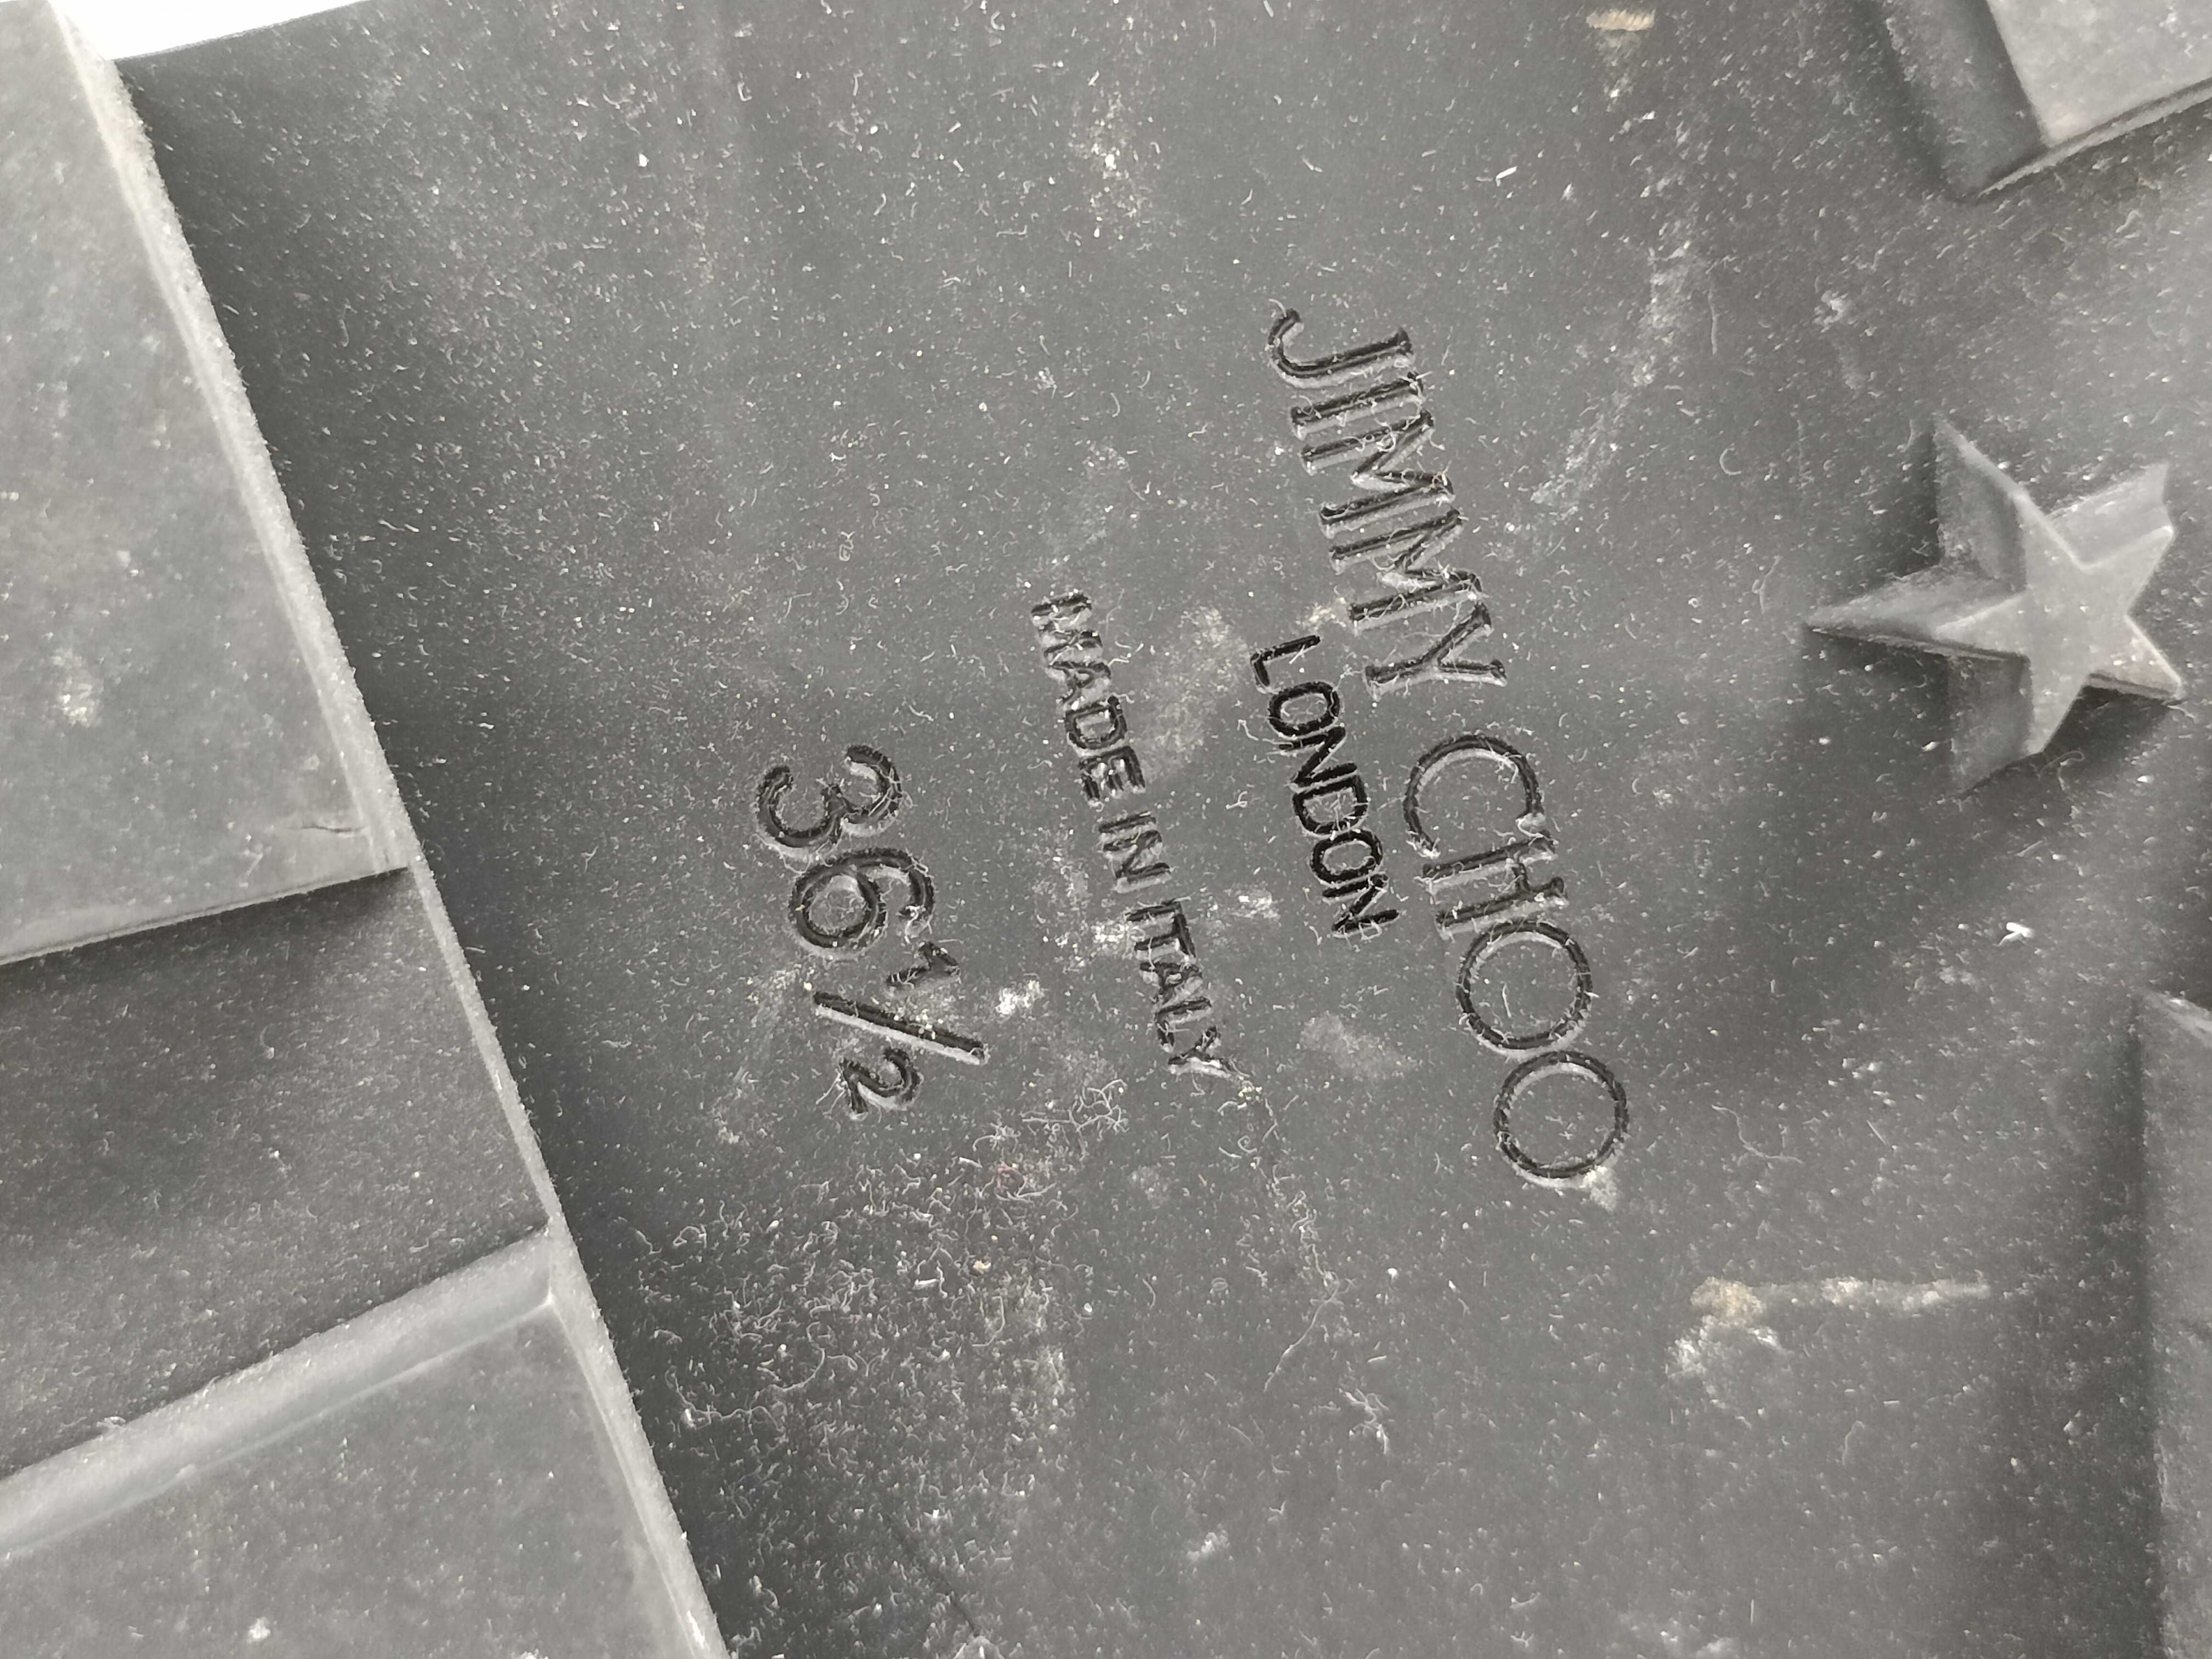 JIMMY CHOO
LONDON
MADE IN ITALY
36½